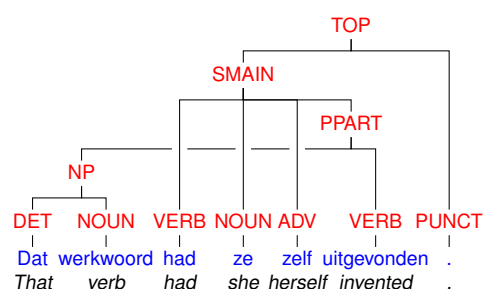 TOP
SMAIN
PPART
NP
DET NOUN VERB NOUN ADV VERB PUNCT
Dat werkwoord had ze zelf uitgevonden .
That verb had she herself invented .